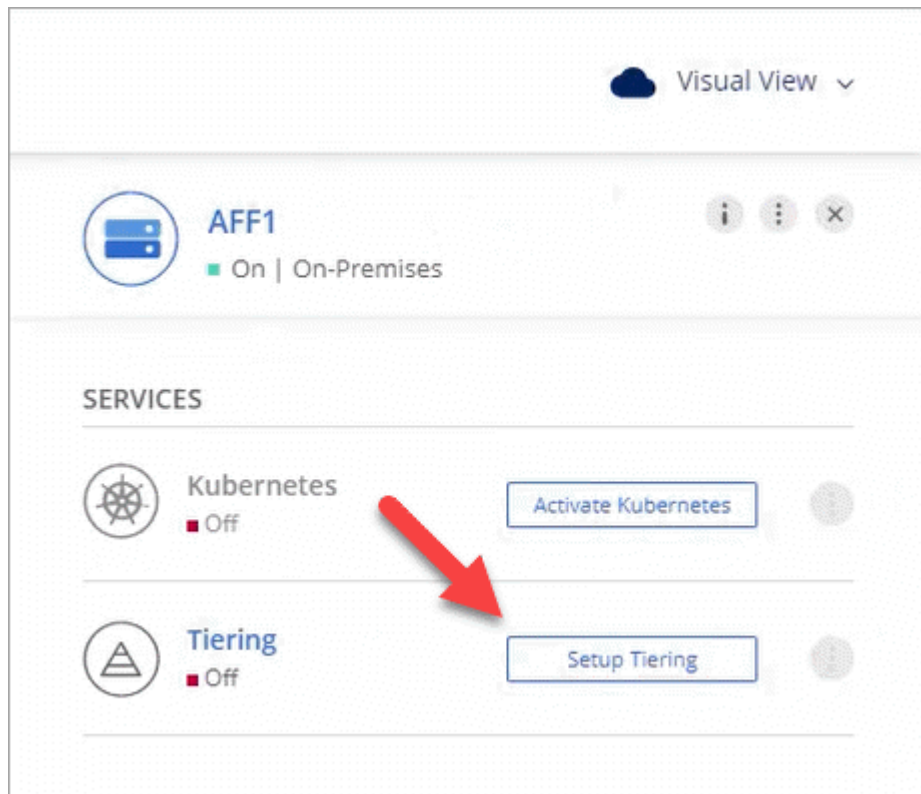 Visual View
AFF1
On | On-Premises
SERVICES
Kubernetes
Off
Activate Kubernetes
Tiering
Off
Setup Tiering